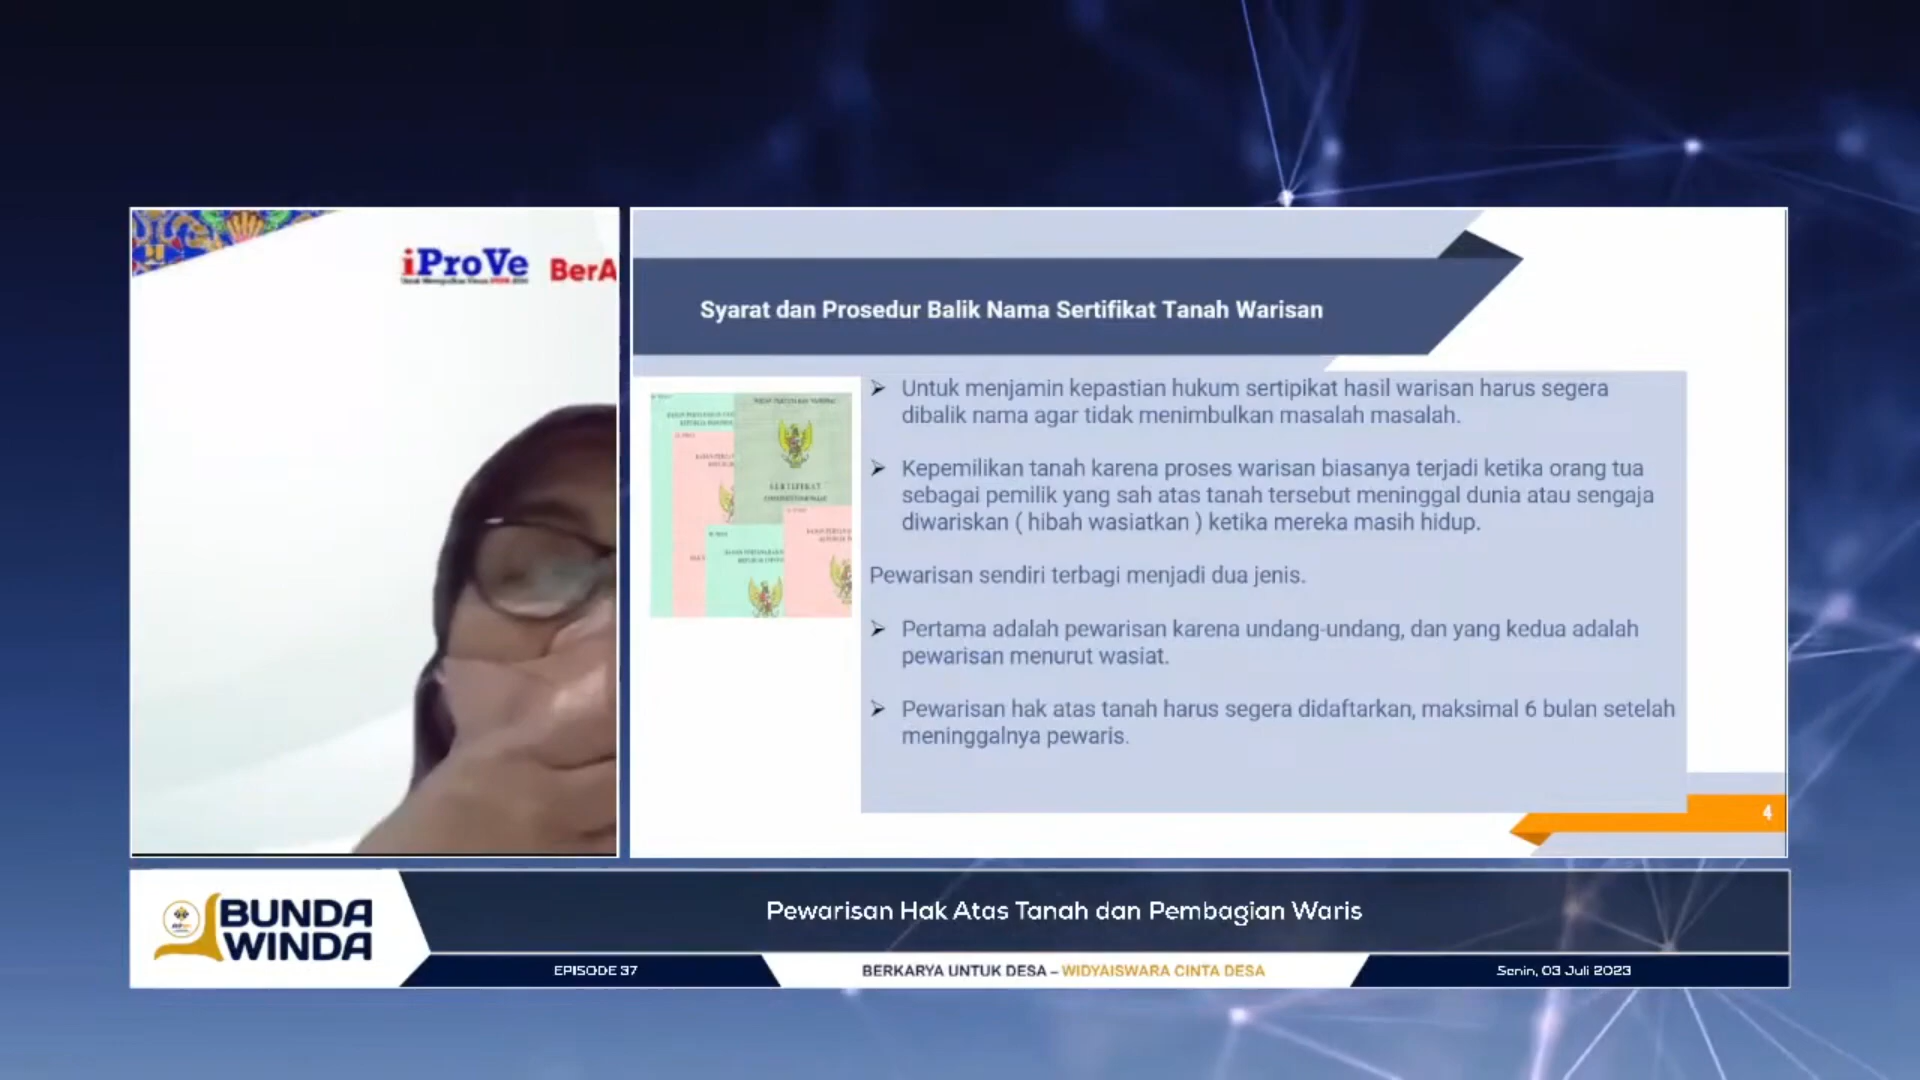 iProVe
BerA
Syarat dan Prosedur Balik Nama Sertifikat Tanah Warisan
➢ Untuk menjamin kepastian hukum sertipikat hasil warisan harus segera
dibalik nama agar tidak menimbulkan masalah masalah.
➢ Kepemilikan tanah karena proses warisan biasanya terjadi ketika orang tua
sebagai pemilik yang sah atas tanah tersebut meninggal dunia atau sengaja
diwariskan ( hibah wasiatkan ) ketika mereka masih hidup.
Pewarisan sendiri terbagi menjadi dua jenis.
➢ Pertama adalah pewarisan karena undang-undang, dan yang kedua adalah
pewarisan menurut wasiat.
➢ Pewarisan hak atas tanah harus segera didaftarkan, maksimal 6 bulan setelah
meninggalnya pewaris.
SERTIFIKAT
4
BUNDA
WINDA
Pewarisan Hak Atas Tanah dan Pembagian Waris
EPISODE 37
BERKARYA UNTUK DESA – WIDYAISWARA CINTA DESA
Senin, 03 Juli 2023